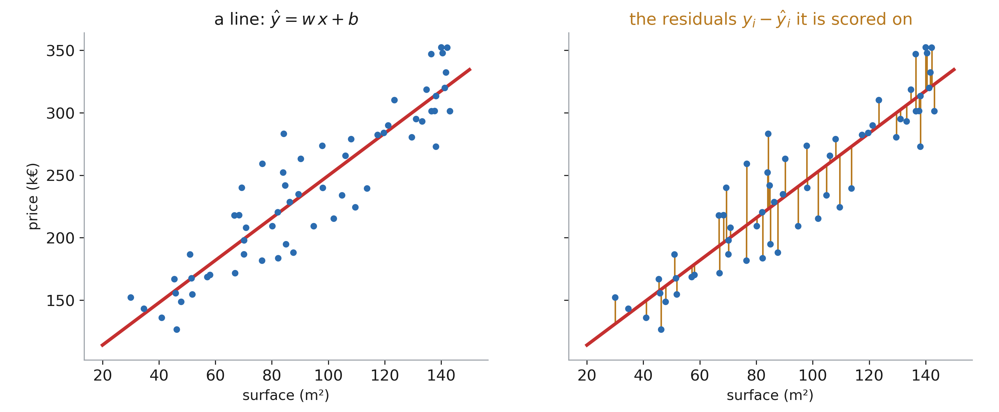 a line: ŷ = w x + b
the residuals yᵢ − ŷᵢ it is scored on
350
300
250
200
150
price (k€)
20 40 60 80 100 120 140
surface (m²)
20 40 60 80 100 120 140
surface (m²)